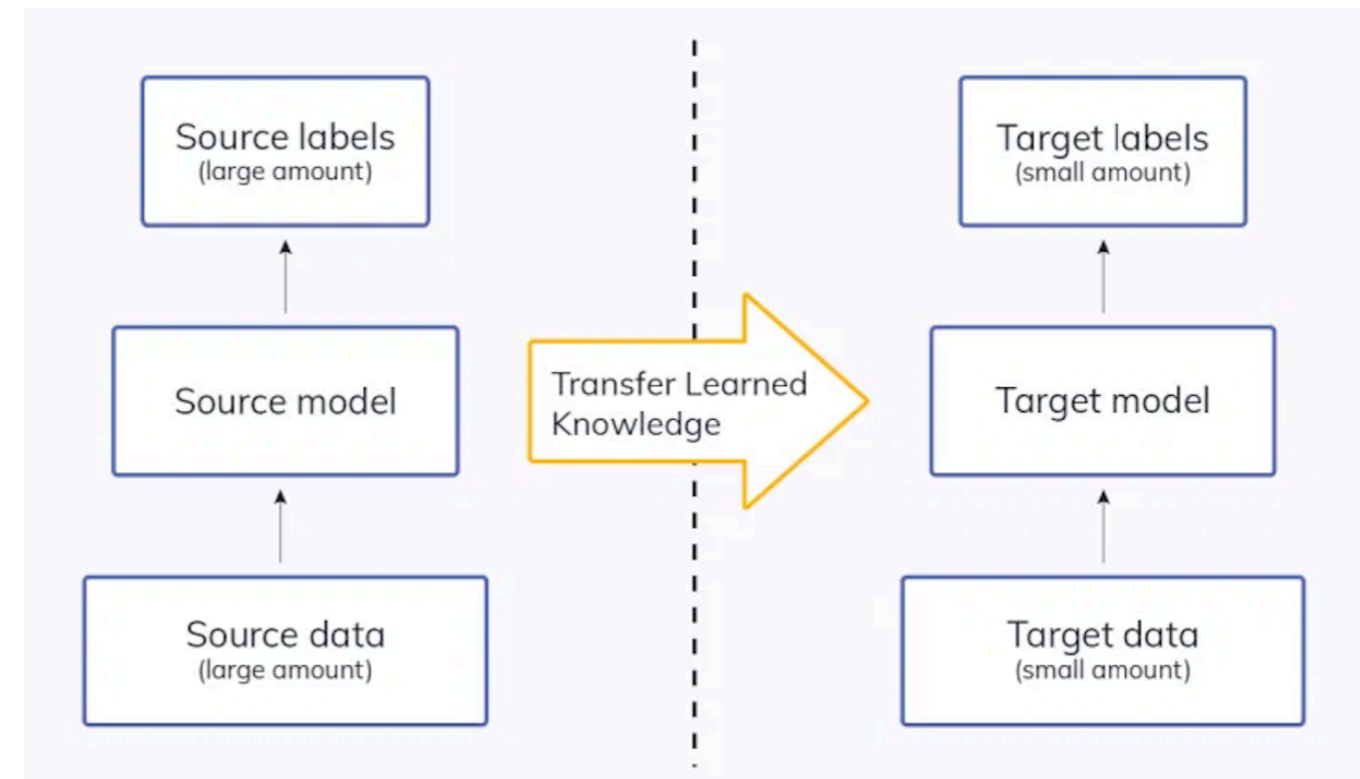 Source labels
(large amount)
Source model
Source data
(large amount)
Transfer Learned
Knowledge
Target labels
(small amount)
Target model
Target data
(small amount)